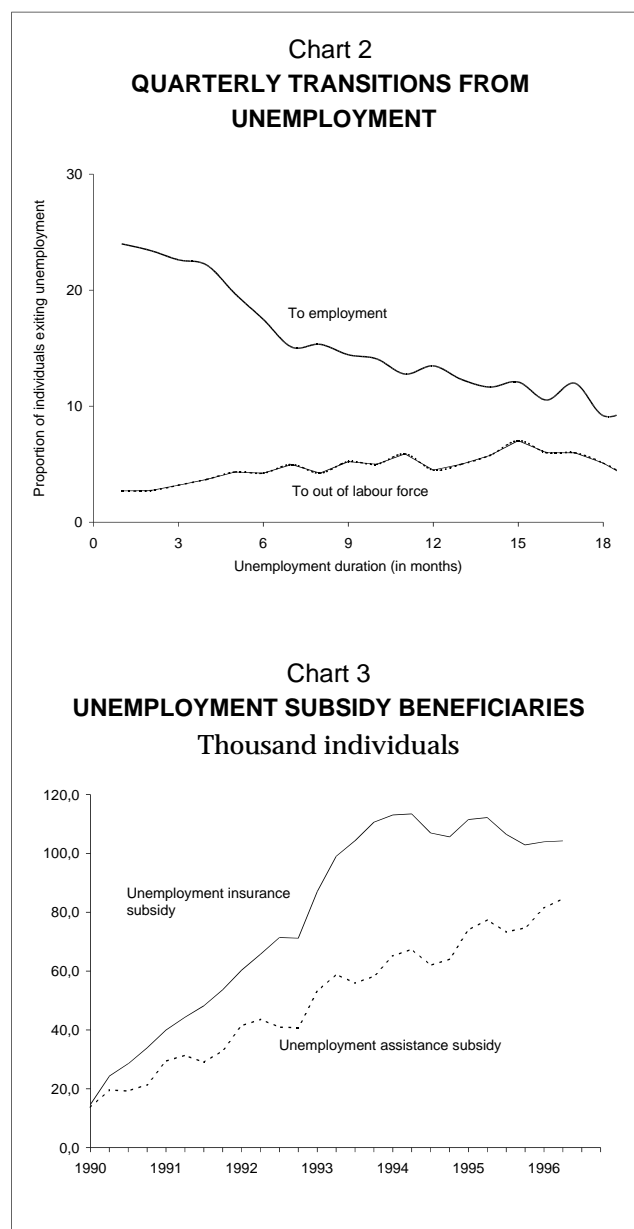 Chart 2
QUARTERLY TRANSITIONS FROM
UNEMPLOYMENT
Proportion of individuals exiting unemployment
30
20
10
0
To employment
To out of labour force
0 3 6 9 12 15 18
Unemployment duration (in months)
Chart 3
UNEMPLOYMENT SUBSIDY BENEFICIARIES
Thousand individuals
120,0
100,0
80,0
60,0
40,0
20,0
0,0
Unemployment insurance
subsidy
Unemployment assistance subsidy
1990 1991 1992 1993 1994 1995 1996